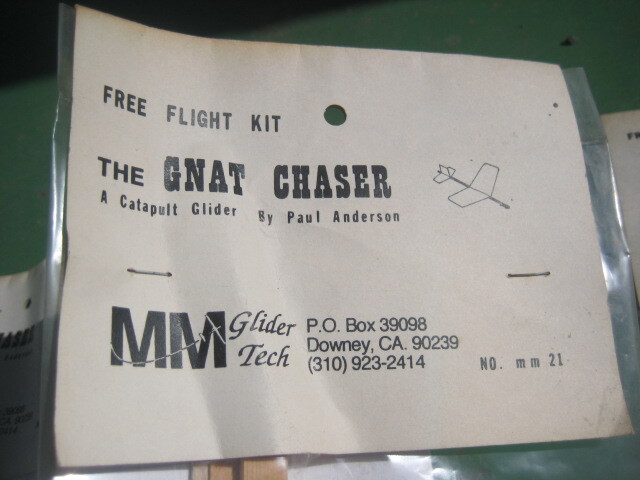 FREE FLIGHT KIT
THE GNAT CHASER
A Catapult Glider By Paul Anderson
MM Glider Tech
P.O. Box 39098
Downey, CA. 90239
(310) 923-2414
NO. mm 21